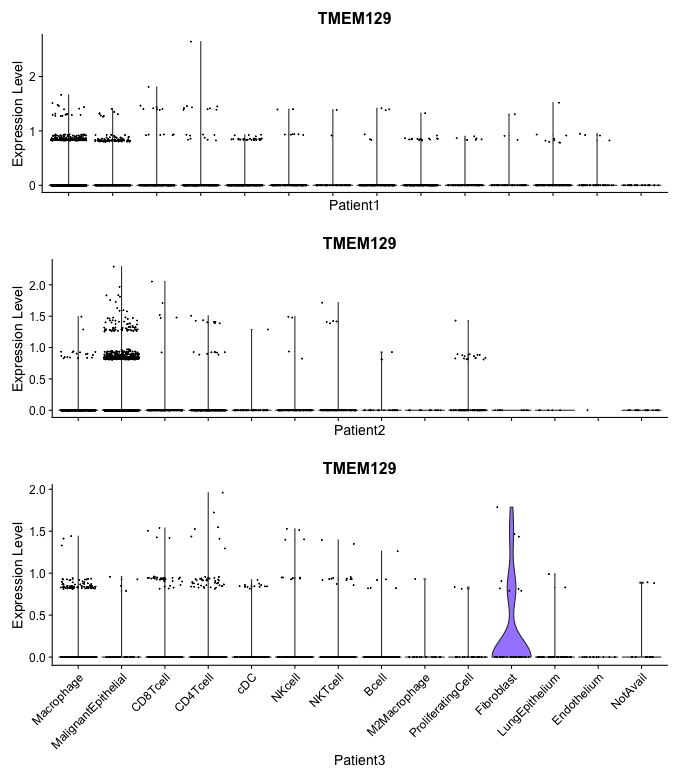 TMEM129
Expression Level
2
1
0
Patient1
TMEM129
Expression Level
2.0
1.5
1.0
0.5
0.0
Patient2
TMEM129
Expression Level
2.0
1.5
1.0
0.5
0.0
Macrophage
MalignantEpithelial
CD8Tcell
CD4Tcell
cDC
NKcell
NKTcell
Bcell
M2Macrophage
ProliferatingCell
Fibroblast
LungEpithelium
Endothelium
NotAvail
Patient3